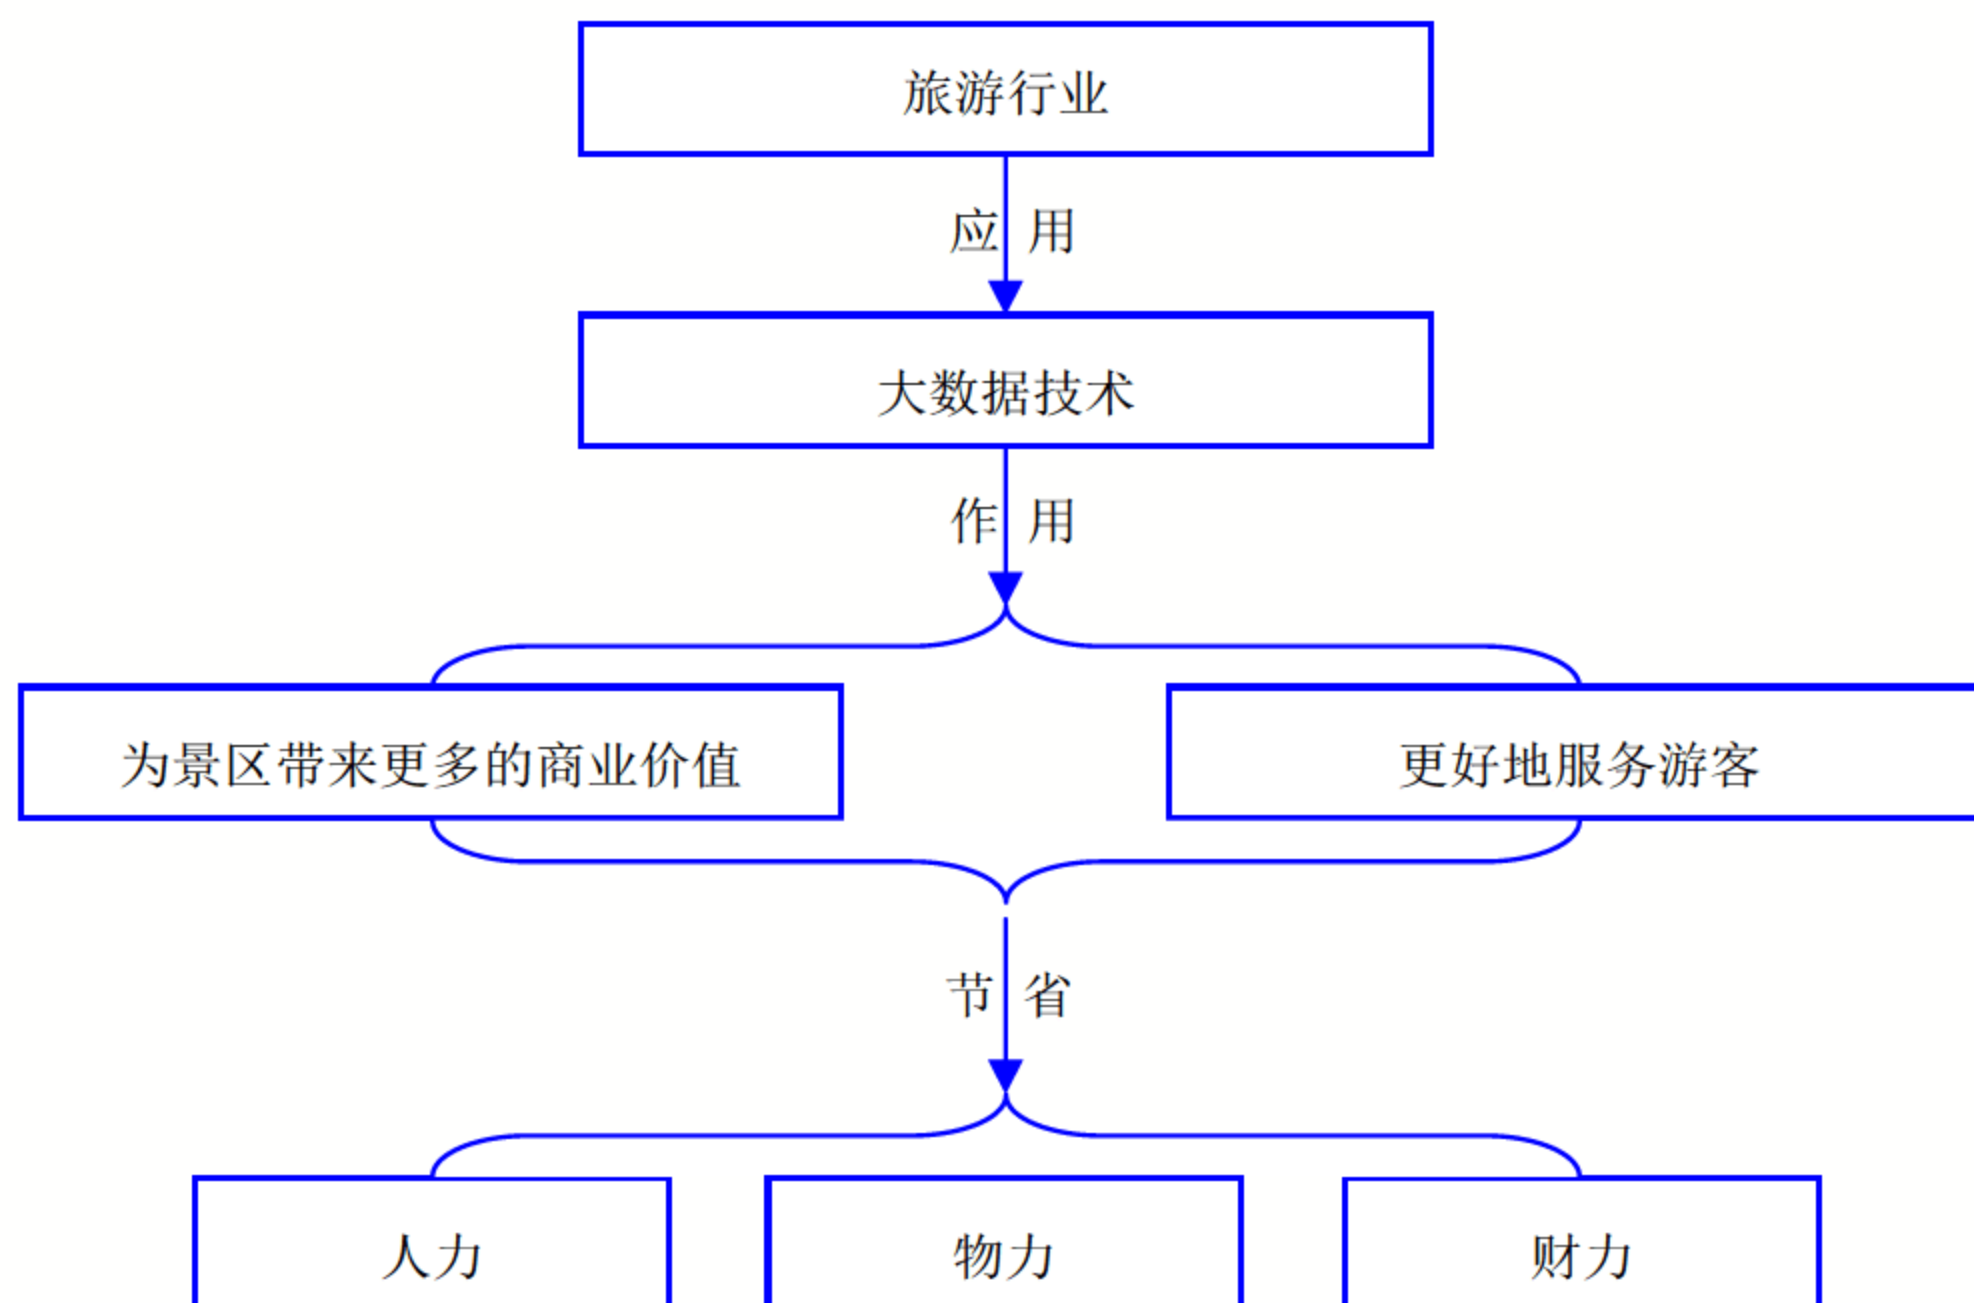 旅游行业
应用
大数据技术
作用
为景区带来更多的商业价值
更好地服务游客
节省
人力
物力
财力